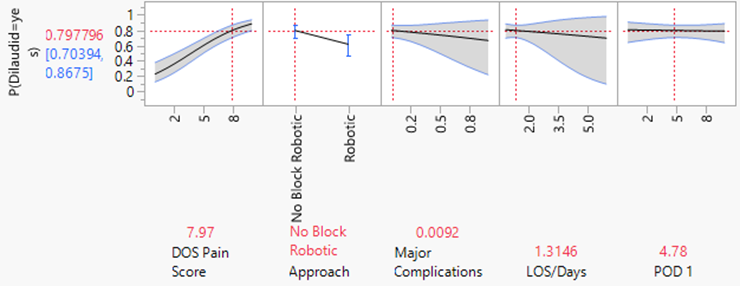 P(Dilaudid=ye
s)
0.797796
[0.70394,
0.8675]
1
0.8
0.6
0.4
0.2
0
2
5
8
No Block Robotic
Robotic
0.2
0.5
0.8
2.0
3.5
5.0
2
5
8
7.97
DOS Pain
Score
No Block
Robotic
Approach
0.0092
Major
Complications
1.3146
LOS/Days
4.78
POD 1